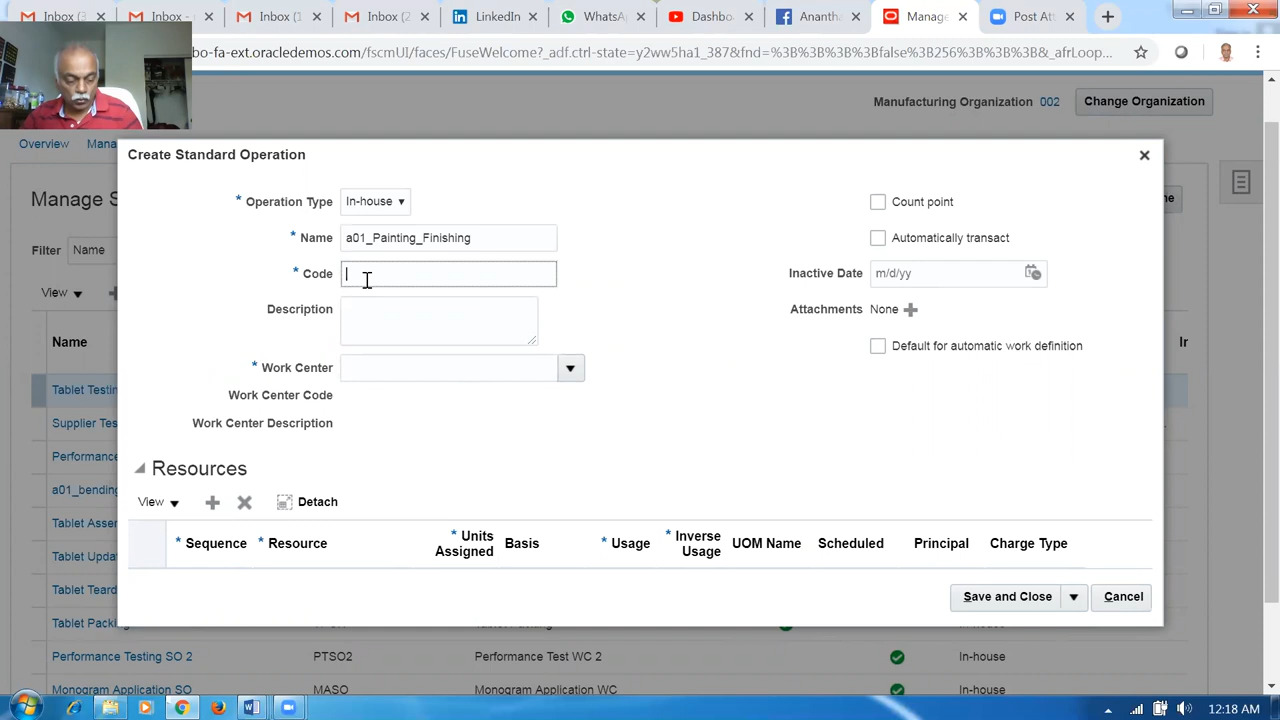 Inbox (3
Inbox (
Inbox (
Inbox (2
LinkedIn
WhatsA
Dashbo
Ananth
Manage
Post Att
bo-fa-ext.oracledemos.com/fscmUI/faces/FuseWelcome?_adf.ctrl-state=y2ww5ha1_387&fnd=%3B%3B%3B%3Bfalse%3B256%3B%3B%3B&_afrLoop...
Manufacturing Organization 002
Change Organization
Overview
Mana
Manage S
ne
Filter Name
View
Name
In
Tablet Testin
Supplier Tes
Performance
a01_bending
Tablet Assen
Tablet Updat
Tablet Teard
Tablet Packi
Performance Testing SO 2 PTSO2 Performance Test WC 2 In-house
Monogram Application SO MASO Monogram Application WC In-house
Create Standard Operation
* Operation Type In-house
* Name a01_Painting_Finishing
* Code
Description
* Work Center
Work Center Code
Work Center Description
Count point
Automatically transact
Inactive Date m/d/yy
Attachments None
Default for automatic work definition
Resources
View Detach
* Sequence * Resource * Units Assigned Basis * Usage * Inverse Usage UOM Name Scheduled Principal Charge Type
Save and Close Cancel
12:18 AM